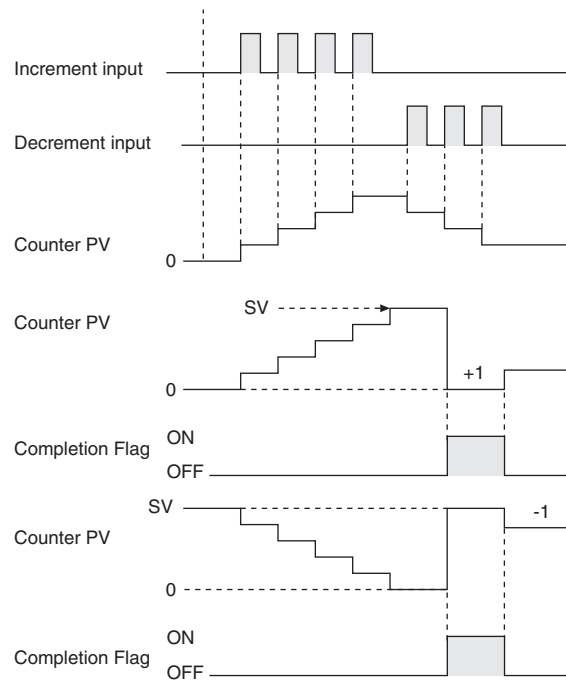 Increment input
Decrement input
Counter PV
0
SV
Counter PV
+1
0
ON
Completion Flag
OFF
SV
-1
Counter PV
0
ON
Completion Flag
OFF